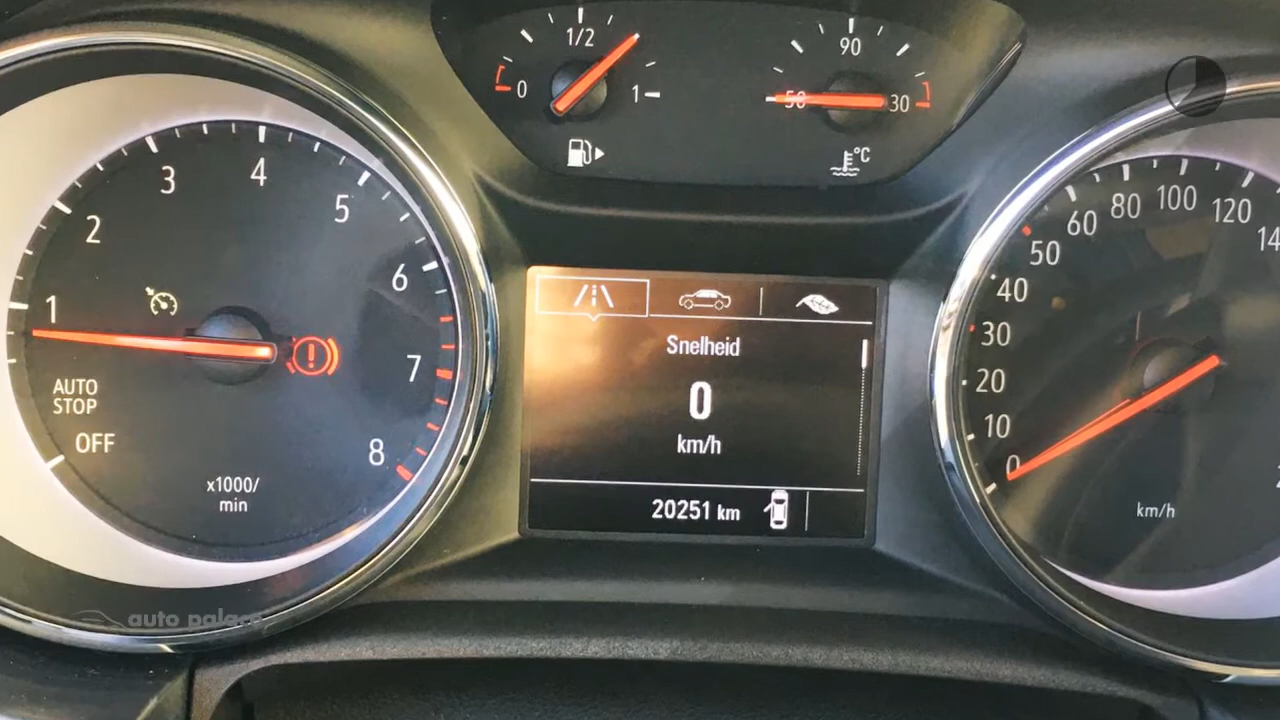 1/2
0
1
90
50
30
°C
1
2
3
4
5
6
7
8
AUTO
STOP
OFF
x1000/
min
Snelheid
0
km/h
20251 km
0
10
20
30
40
50
60
80
100
120
14
km/h
auto palace